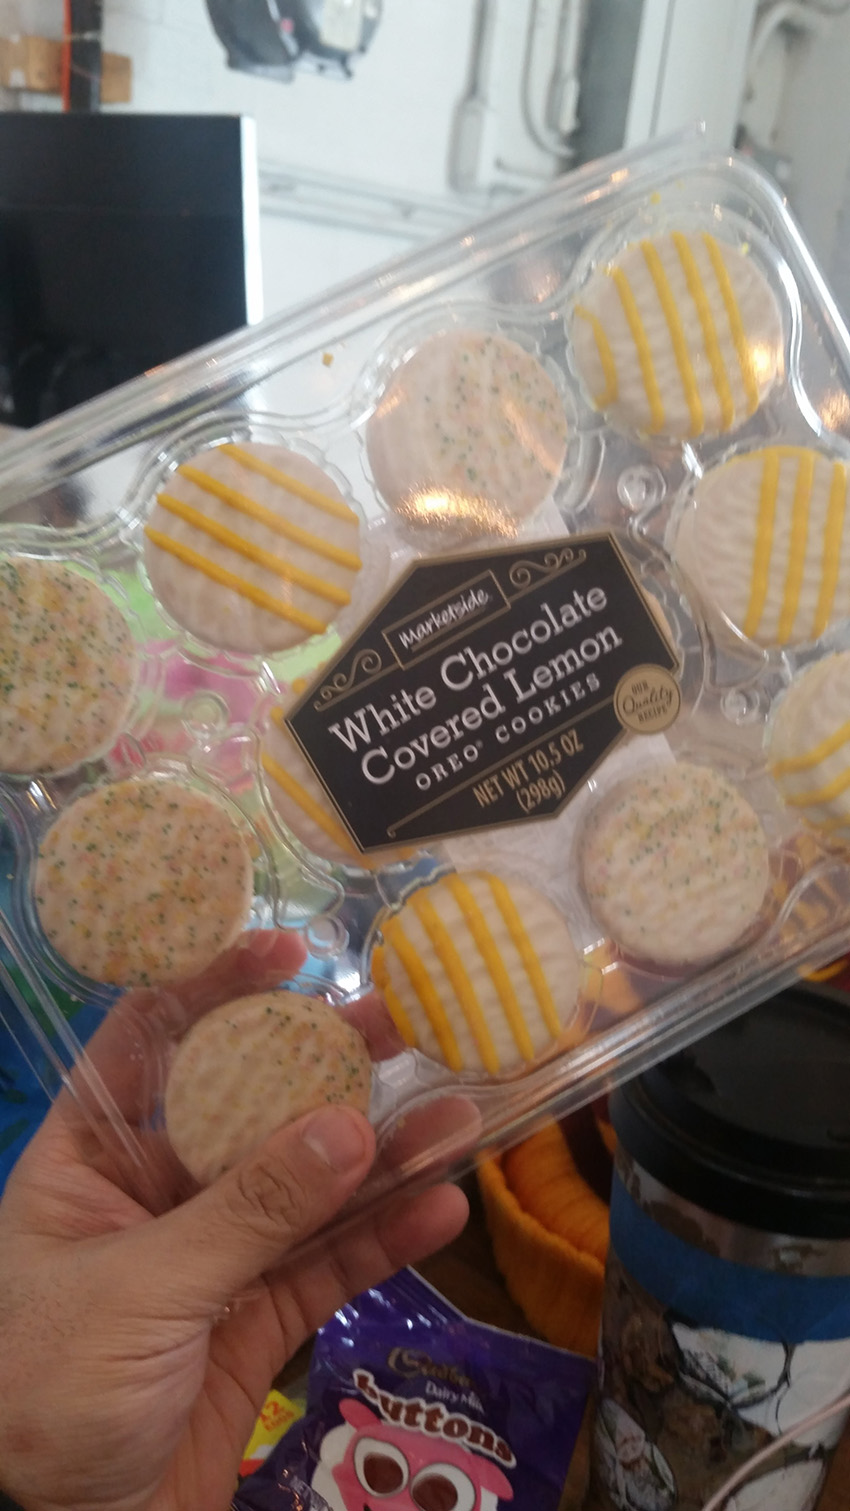 Marketside
White Chocolate
Covered Lemon
OREO® COOKIES
OUR
Quality
RECIPE
NET WT 10.5 OZ
(298g)
Cadbury
Dairy Milk
buttons